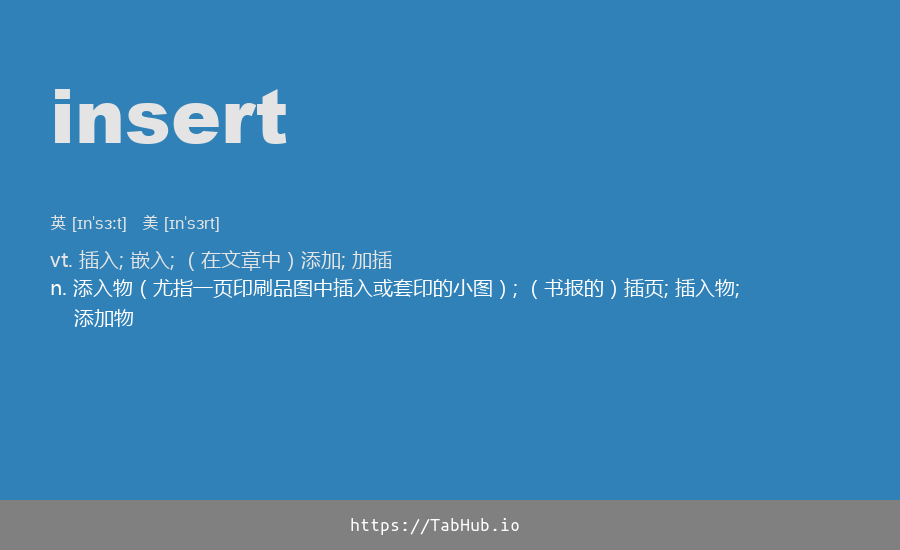 insert
英 [ɪnˈsɜːt] 美 [ɪnˈsɜrt]
vt. 插入; 嵌入; （在文章中）添加; 加插
n. 添入物（尤指一页印刷品图中插入或套印的小图）; （书报的）插页; 插入物;
添加物
https://TabHub.io